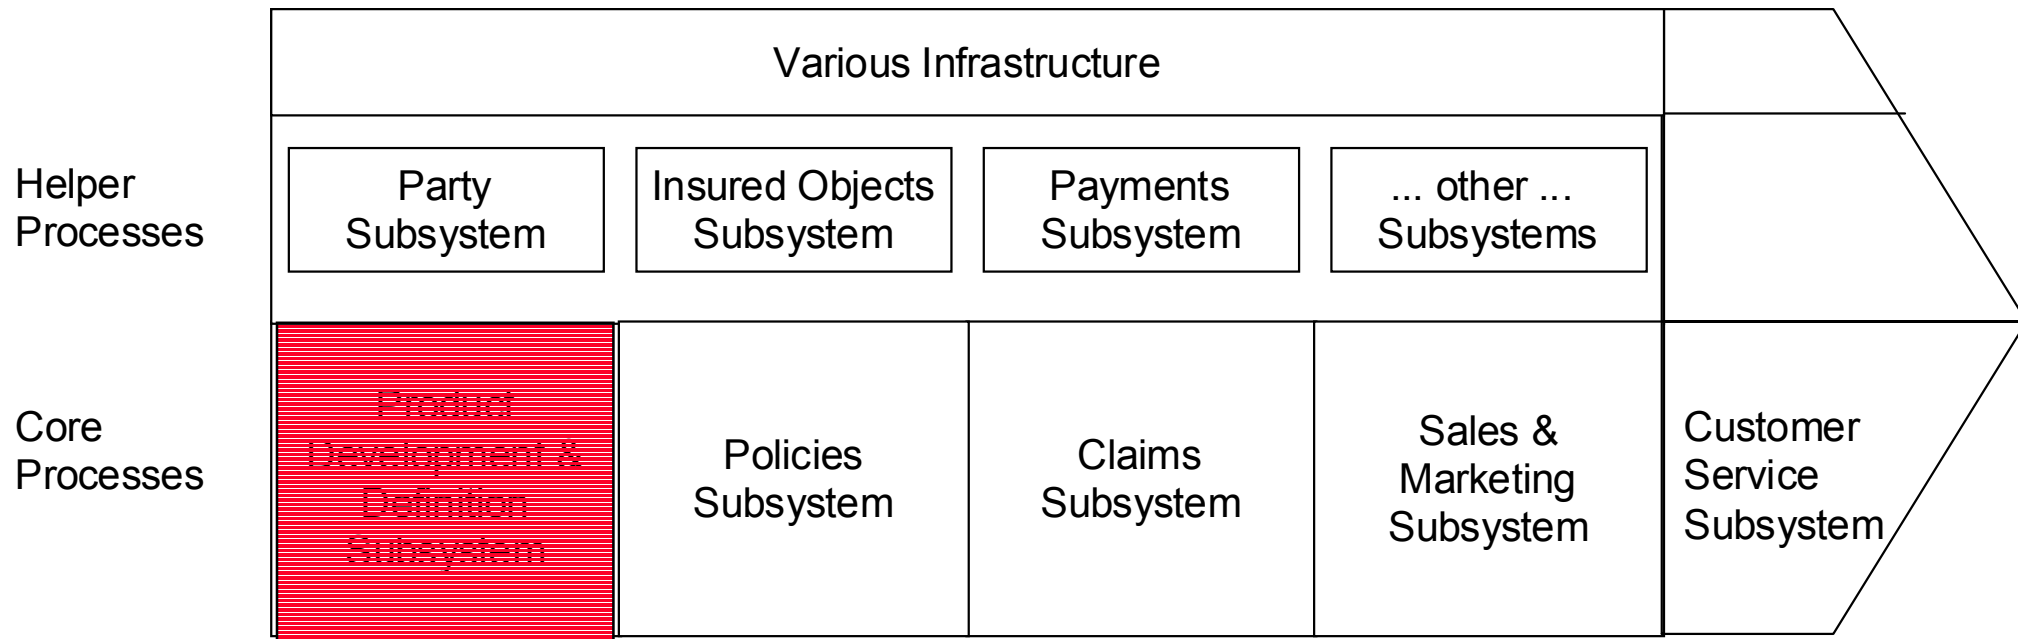 Various Infrastructure
Helper
Processes
Party
Subsystem
Insured Objects
Subsystem
Payments
Subsystem
... other ...
Subsystems
Core
Processes
Product
Development &
Definition
Subsystem
Policies
Subsystem
Claims
Subsystem
Sales &
Marketing
Subsystem
Customer
Service
Subsystem